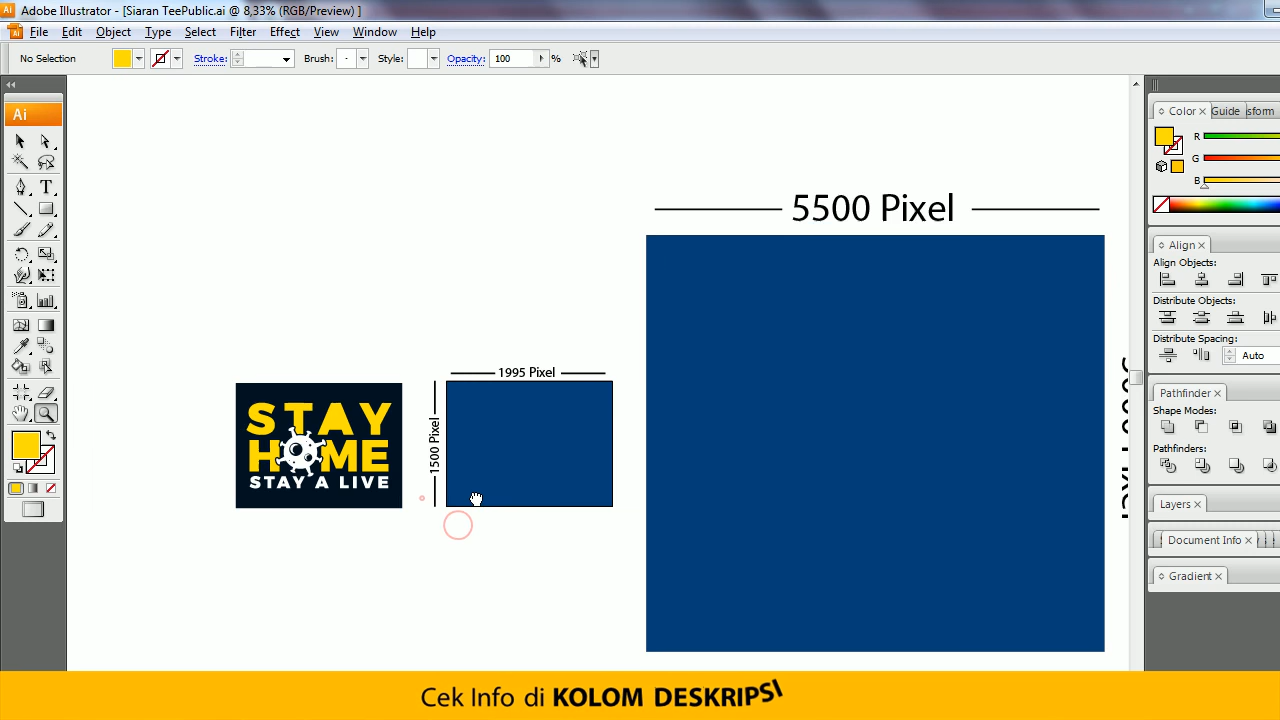 Adobe Illustrator - [Siaran TeePublic.ai @ 8,33% (RGB/Preview) ]
File Edit Object Type Select Filter Effect View Window Help
No Selection Stroke: Brush: Style: Opacity: 100 %
Ai
Color Guide sform
R
G
B
Align
Align Objects:
Distribute Objects:
Distribute Spacing:
Auto
Pathfinder
Shape Modes:
Pathfinders:
Layers
Document Info
Gradient
5500 Pixel
1995 Pixel
1500 Pixel
STAY
HOME
STAY A LIVE
Cek Info di KOLOM DESKRIPSI